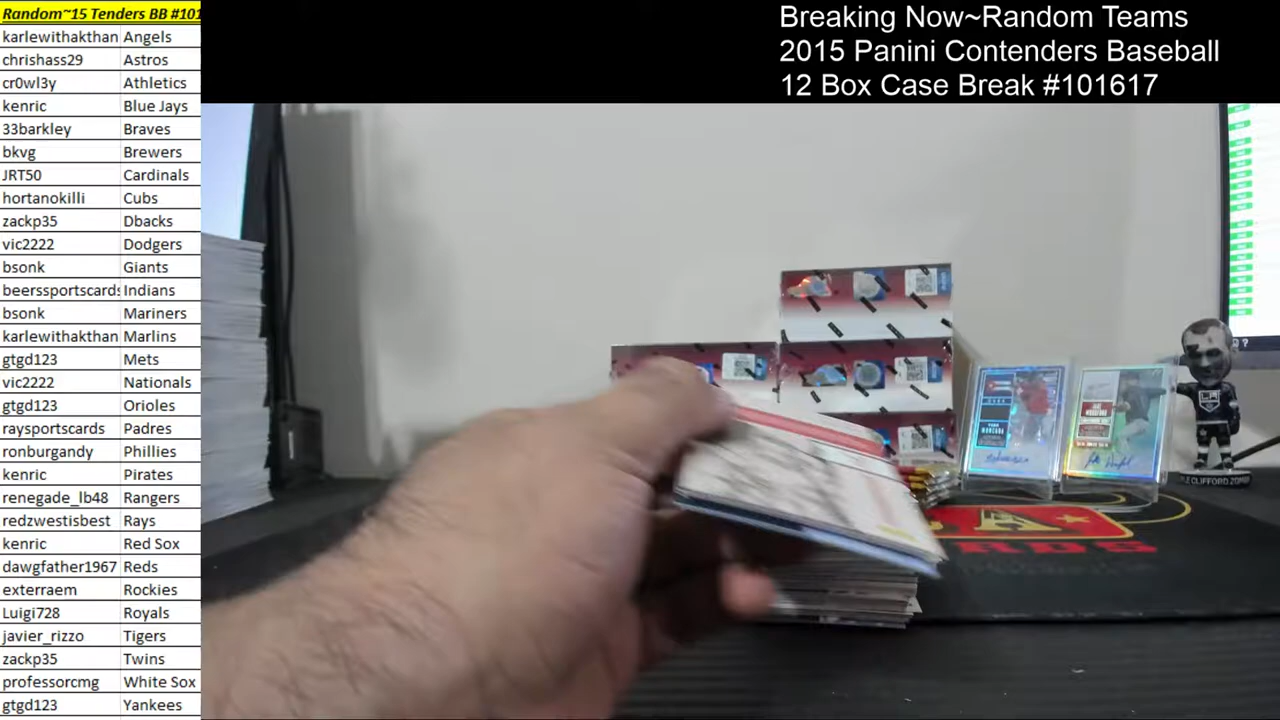 Random~15 Tenders BB #101
karlewithakthan Angels
chrishass29 Astros
cr0wl3y Athletics
kenric Blue Jays
33barkley Braves
bkvg Brewers
JRT50 Cardinals
hortanokilli Cubs
zackp35 Dbacks
vic2222 Dodgers
bsonk Giants
beerssportscards Indians
bsonk Mariners
karlewithakthan Marlins
gtgd123 Mets
vic2222 Nationals
gtgd123 Orioles
raysportcards Padres
ronburgandy Phillies
kenric Pirates
renegade_lb48 Rangers
redzwestisbest Rays
kenric Red Sox
dawgfather1967 Reds
exterraem Rockies
Luigi728 Royals
javier_rizzo Tigers
zackp35 Twins
professorcmg White Sox
gtgd123 Yankees
Breaking Now~Random Teams
2015 Panini Contenders Baseball
12 Box Case Break #101617